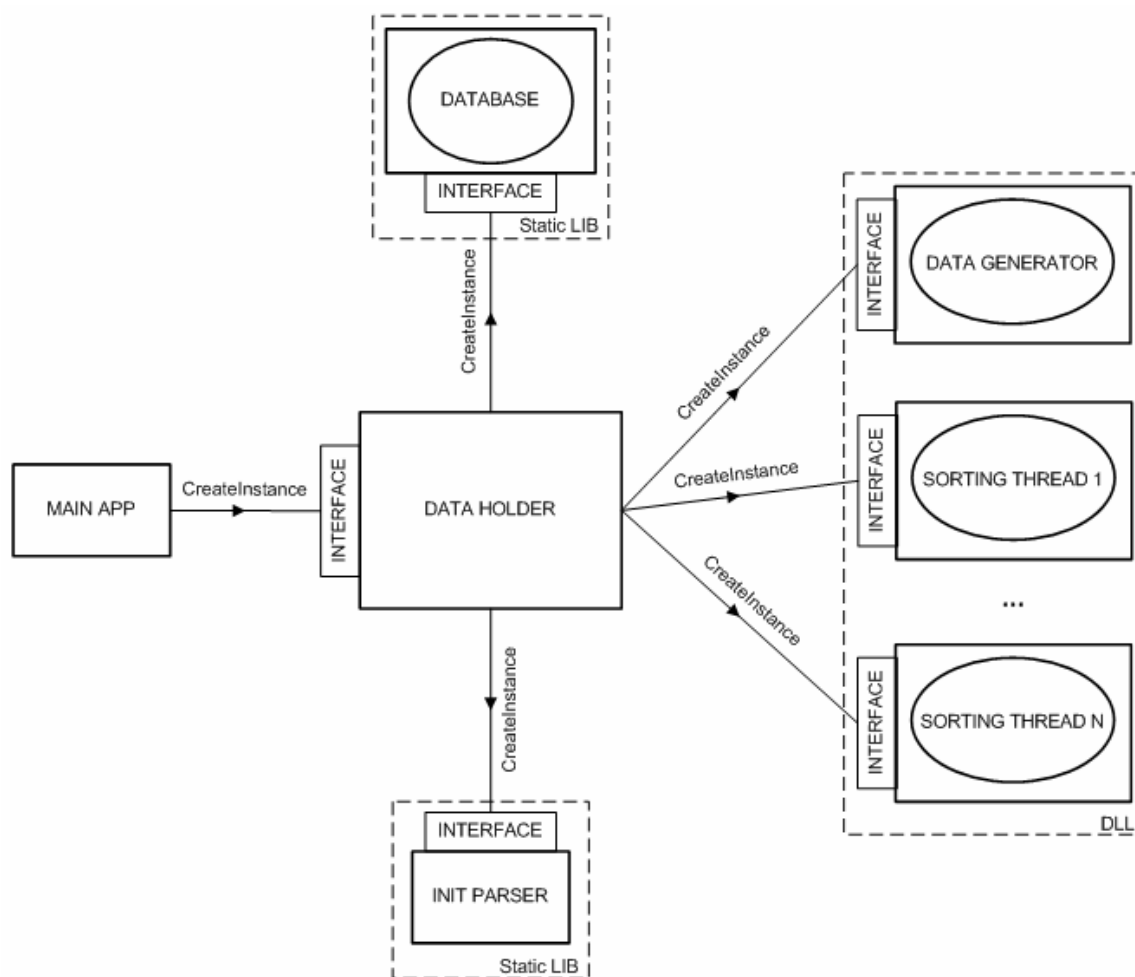 DATABASE
INTERFACE
Static LIB
CreateInstance
INTERFACE
DATA GENERATOR
CreateInstance
MAIN APP
CreateInstance
INTERFACE
DATA HOLDER
CreateInstance
INTERFACE
SORTING THREAD 1
CreateInstance
...
INTERFACE
SORTING THREAD N
DLL
CreateInstance
INTERFACE
INIT PARSER
Static LIB